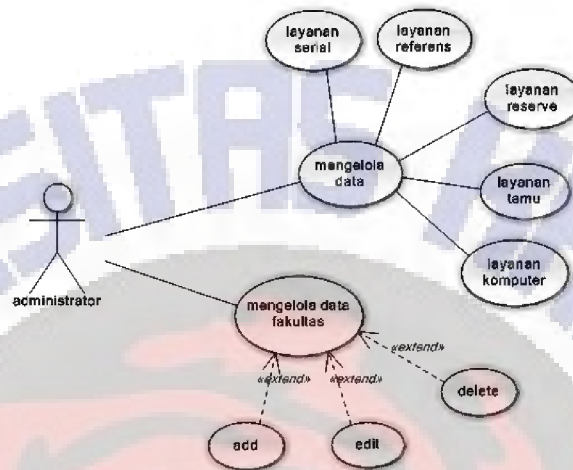 layanan
serial
layanan
referens
layanan
reserve
mengelola
data
layanan
tamu
layanan
komputer
administrator
mengelola data
fakultas
«extend»
«extend»
«extend»
delete
add
edit